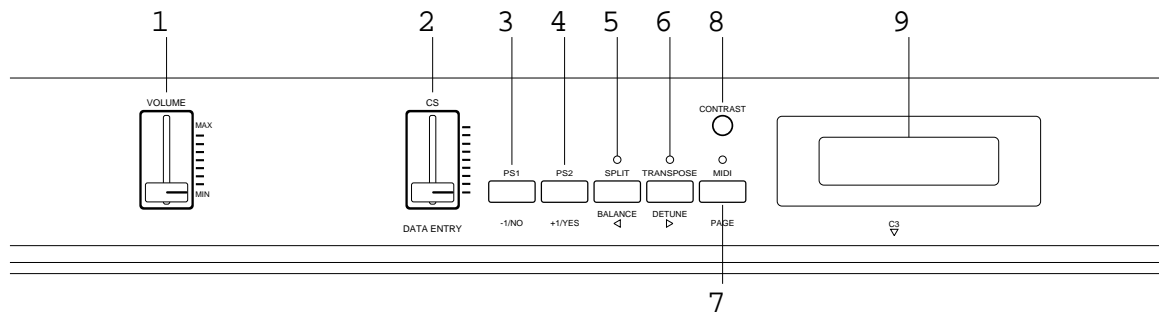 1 2 3 4 5 6 8 9
VOLUME CS CONTRAST
MAX
PS1 PS2 SPLIT TRANSPOSE MIDI
MIN
BALANCE DETUNE
DATA ENTRY -1/NO +1/YES ◁ ▷ PAGE C3
▽
7